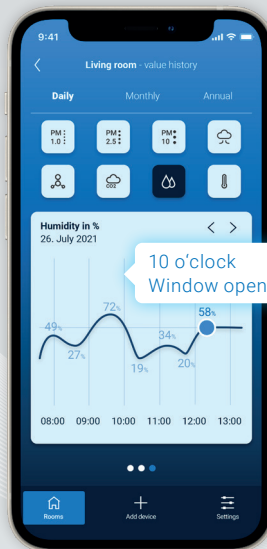 9:41
Living room - value history
Daily Monthly Annual
PM 1.0 PM 2.5 PM 10
CO2
Humidity in %
26. July 2021
10 o'clock
Window open
49%
27%
72%
19%
34%
20%
58%
08:00 09:00 10:00 11:00 12:00 13:00
Rooms Add device Settings